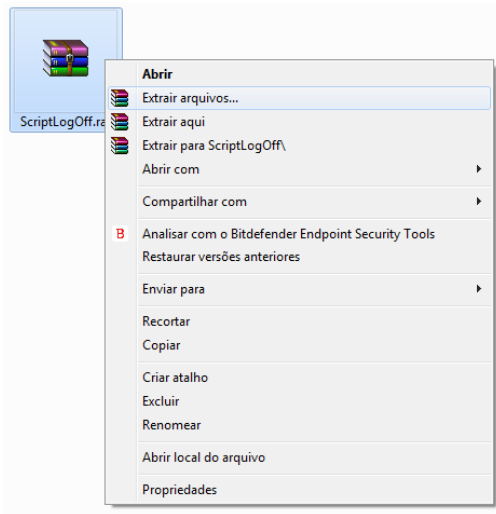 ScriptLogOff.ra
Abrir
Extrair arquivos...
Extrair aqui
Extrair para ScriptLogOff\
Abrir com
Compartilhar com
B Analisar com o Bitdefender Endpoint Security Tools
Restaurar versões anteriores
Enviar para
Recortar
Copiar
Criar atalho
Excluir
Renomear
Abrir local do arquivo
Propriedades